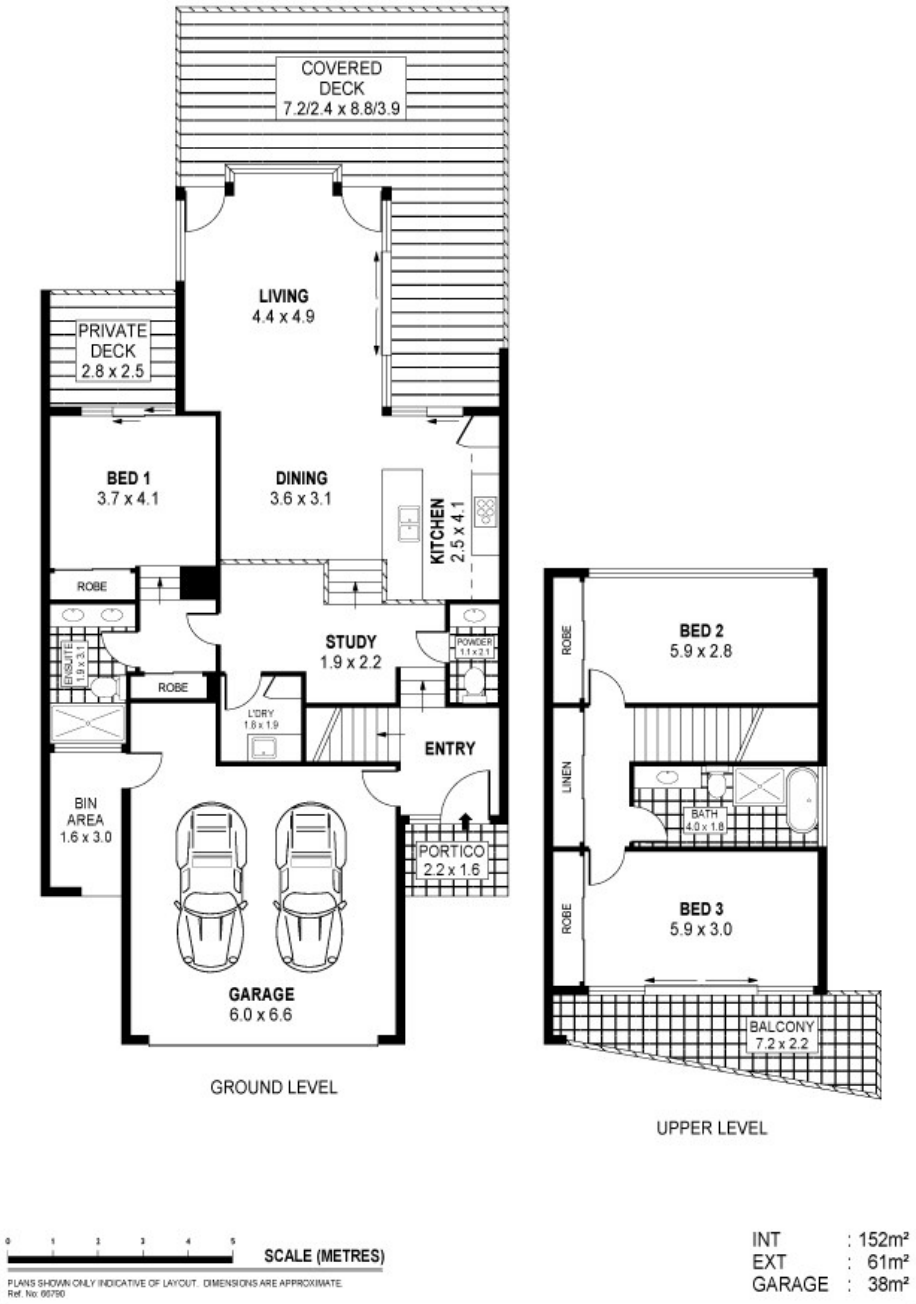 COVERED
DECK
7.2/2.4 x 8.8/3.9
LIVING
4.4 x 4.9
PRIVATE
DECK
2.8 x 2.5
BED 1
3.7 x 4.1
DINING
3.6 x 3.1
KITCHEN
2.5 x 4.1
ROBE
ENSUITE
1.9 x 3.1
STUDY
1.9 x 2.2
POWDER
1.1 x 2.1
ROBE
L'DRY
1.8 x 1.9
ENTRY
BIN
AREA
1.6 x 3.0
PORTICO
2.2 x 1.6
GARAGE
6.0 x 6.6
GROUND LEVEL
ROBE
BED 2
5.9 x 2.8
LINEN
BATH
4.0 x 1.8
ROBE
BED 3
5.9 x 3.0
BALCONY
7.2 x 2.2
UPPER LEVEL
0 1 2 3 4 5
SCALE (METRES)
PLANS SHOWN ONLY INDICATIVE OF LAYOUT. DIMENSIONS ARE APPROXIMATE.
Ref. No: 66790
INT : 152m²
EXT : 61m²
GARAGE : 38m²